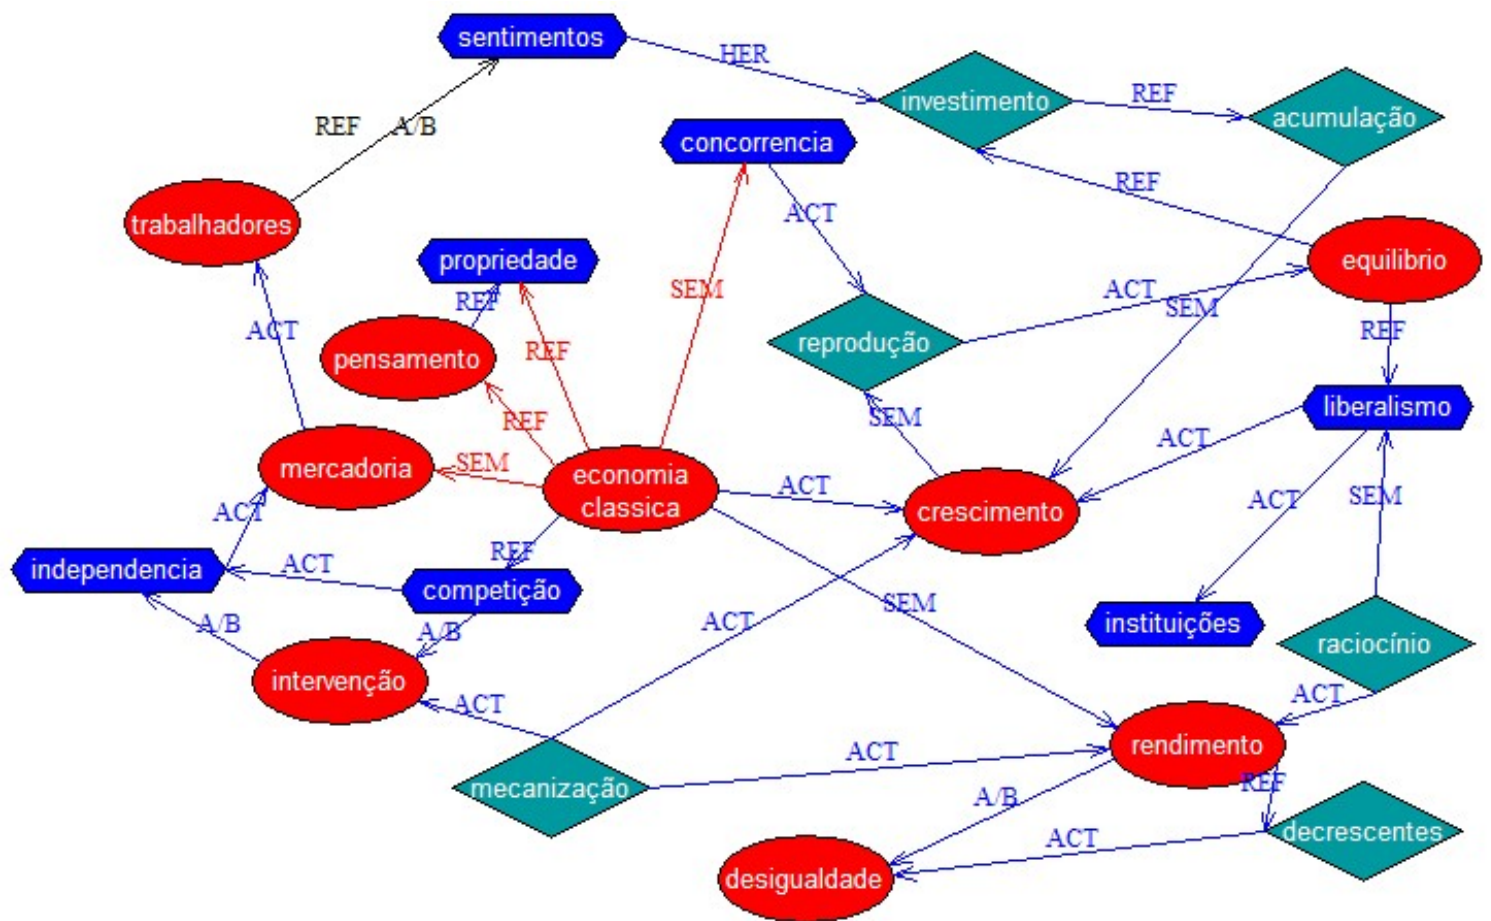 sentimentos
HER
investimento
REF
acumulação
REF
A/B
concorrencia
REF
trabalhadores
ACT
propriedade
equilibrio
REF
SEM
ACT
SEM
ACT
pensamento
REF
reprodução
REF
REF
SEM
liberalismo
mercadoria
SEM
economia
classica
ACT
crescimento
ACT
ACT
SEM
ACT
independencia
ACT
REF
competição
SEM
instituições
raciocínio
A/B
A/B
ACT
intervenção
ACT
ACT
rendimento
mecanização
ACT
A/B
REF
decrescentes
desigualdade
ACT